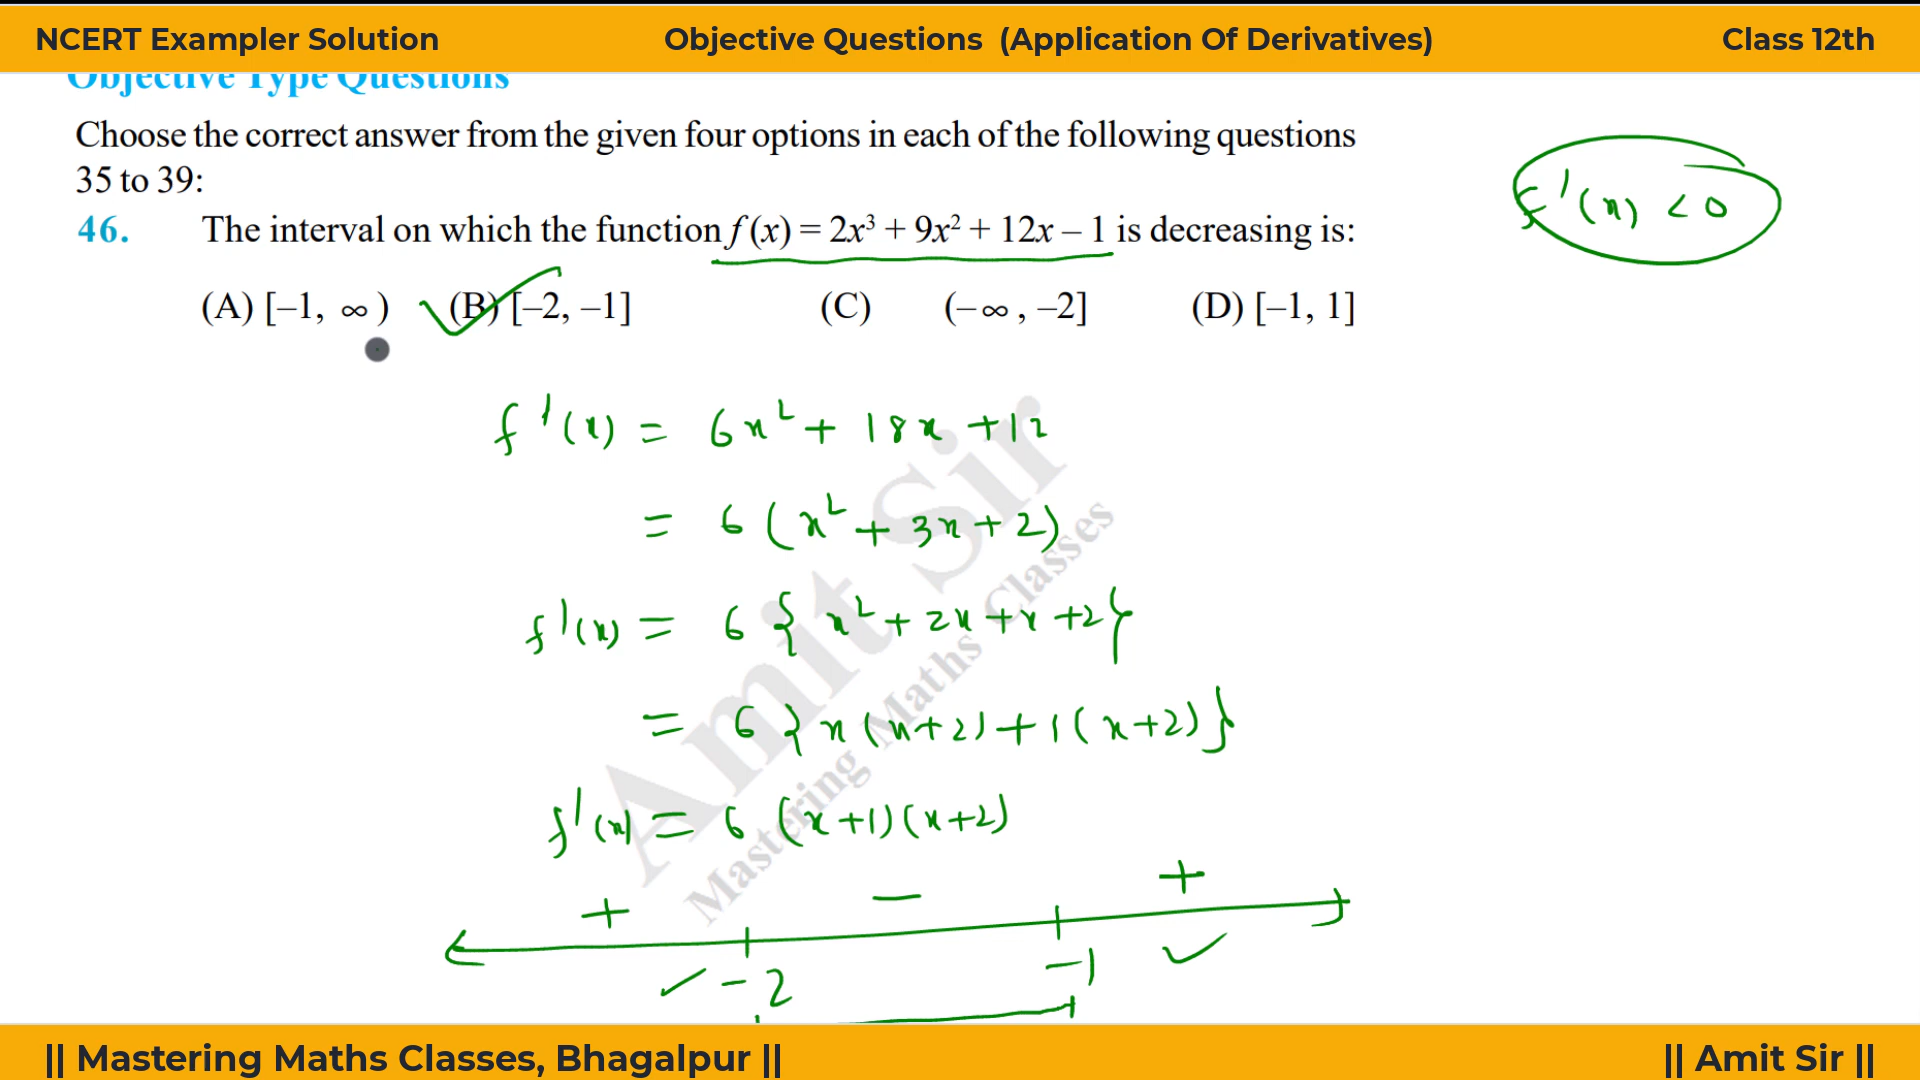 NCERT Exampler Solution Objective Questions (Application Of Derivatives) Class 12th
Objective Type Questions
Choose the correct answer from the given four options in each of the following questions
35 to 39:
46. The interval on which the function f (x) = 2x³ + 9x² + 12x – 1 is decreasing is:
(A) [–1, ∞) (B) [–2, –1] (C) (–∞, –2] (D) [–1, 1]
f'(x) < 0
f'(x) = 6x² + 18x + 12
= 6 (x² + 3x + 2)
f'(x) = 6 { x² + 2x + x + 2 }
= 6 { x (x+2) + 1 (x+2) }
f'(x) = 6 (x+1) (x+2)
+ − +
−2 −1
Amit Sir
Mastering Maths Classes
|| Mastering Maths Classes, Bhagalpur || || Amit Sir ||